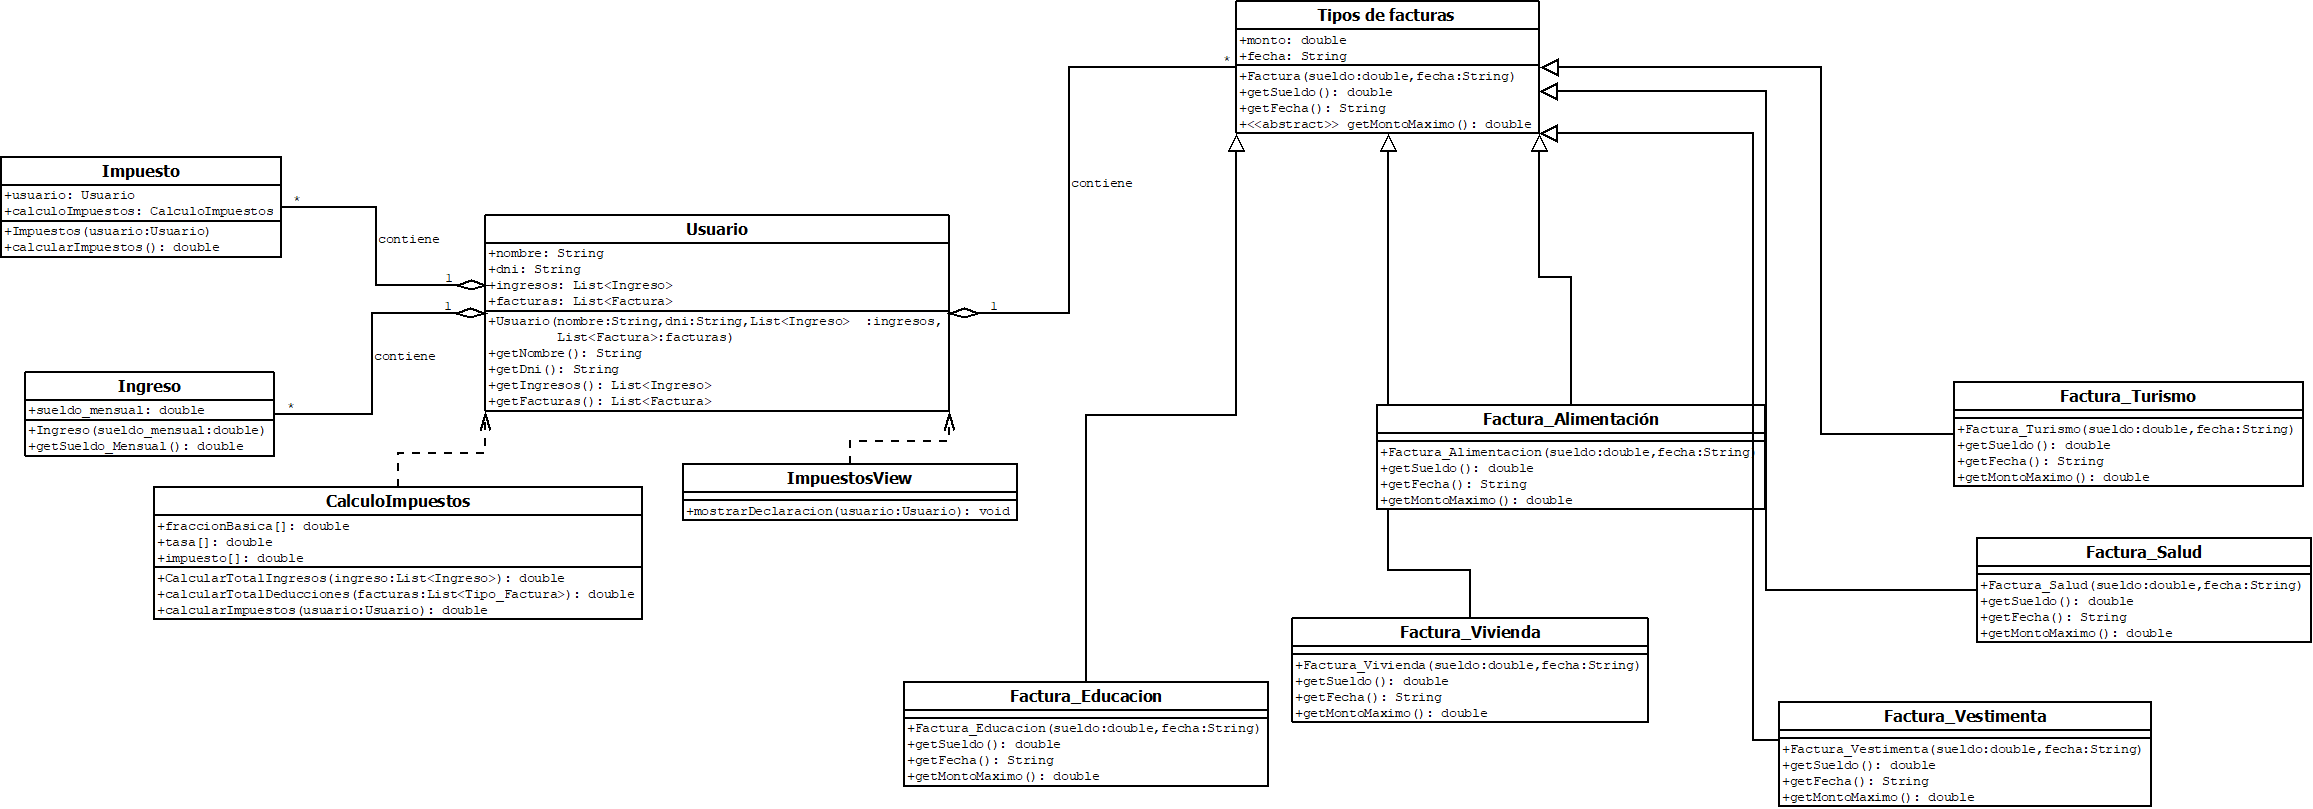 Tipos de facturas
+monto: double
+fecha: String
+Factura(sueldo:double,fecha:String)
+getSueldo(): double
+getFecha(): String
+<<abstract>> getMontoMaximo(): double
*
contiene
Impuesto
+usuario: Usuario
+calculoImpuestos: CalculoImpuestos
+Impuestos(usuario:Usuario)
+calcularImpuestos(): double
*
contiene
1
Usuario
+nombre: String
+dni: String
+ingresos: List<Ingreso>
+facturas: List<Factura>
+Usuario(nombre:String,dni:String,List<Ingreso>  :ingresos,
List<Factura>:facturas)
+getNombre(): String
+getDni(): String
+getIngresos(): List<Ingreso>
+getFacturas(): List<Factura>
1
1
contiene
*
Ingreso
+sueldo_mensual: double
+Ingreso(sueldo_mensual:double)
+getSueldo_Mensual(): double
CalculoImpuestos
+fraccionBasica[]: double
+tasa[]: double
+impuesto[]: double
+CalcularTotalIngresos(ingreso:List<Ingreso>): double
+calcularTotalDeducciones(facturas:List<Tipo_Factura>): double
+calcularImpuestos(usuario:Usuario): double
ImpuestosView
+mostrarDeclaracion(usuario:Usuario): void
Factura_Alimentación
+Factura_Alimentacion(sueldo:double,fecha:String)
+getSueldo(): double
+getFecha(): String
+getMontoMaximo(): double
Factura_Turismo
+Factura_Turismo(sueldo:double,fecha:String)
+getSueldo(): double
+getFecha(): String
+getMontoMaximo(): double
Factura_Salud
+Factura_Salud(sueldo:double,fecha:String)
+getSueldo(): double
+getFecha(): String
+getMontoMaximo(): double
Factura_Vivienda
+Factura_Vivienda(sueldo:double,fecha:String)
+getSueldo(): double
+getFecha(): String
+getMontoMaximo(): double
Factura_Educacion
+Factura_Educacion(sueldo:double,fecha:String)
+getSueldo(): double
+getFecha(): String
+getMontoMaximo(): double
Factura_Vestimenta
+Factura_Vestimenta(sueldo:double,fecha:String)
+getSueldo(): double
+getFecha(): String
+getMontoMaximo(): double